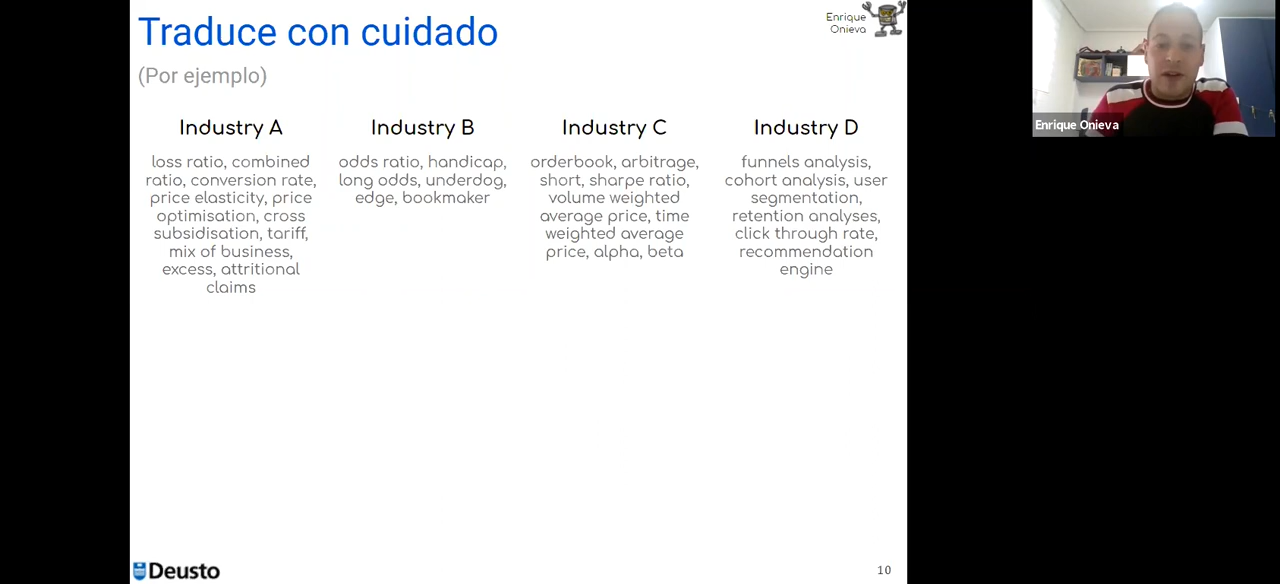 Traduce con cuidado
(Por ejemplo)
Enrique
Onieva
Industry A
loss ratio, combined
ratio, conversion rate,
price elasticity, price
optimisation, cross
subsidisation, tariff,
mix of business,
excess, attritional
claims
Industry B
odds ratio, handicap,
long odds, underdog,
edge, bookmaker
Industry C
orderbook, arbitrage,
short, sharpe ratio,
volume weighted
average price, time
weighted average
price, alpha, beta
Industry D
funnels analysis,
cohort analysis, user
segmentation,
retention analyses,
click through rate,
recommendation
engine
Deusto
10
Enrique Onieva